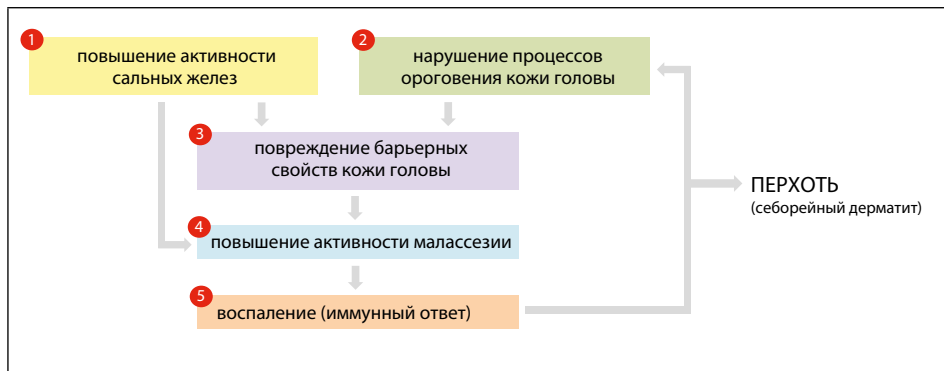 1
повышение активности
сальных желез
2
нарушение процессов
ороговения кожи головы
3
повреждение барьерных
свойств кожи головы
ПЕРХОТЬ
(себорейный дерматит)
4
повышение активности малассезии
5
воспаление (иммунный ответ)